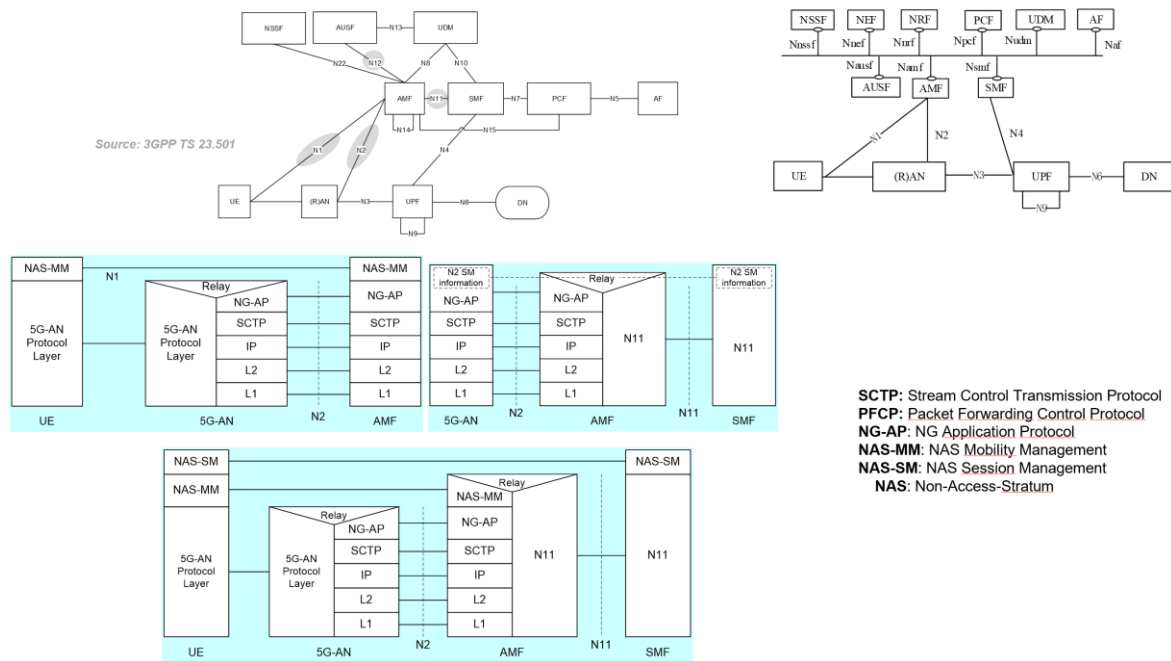 NSSF
AUSF
N13
UDM
N22
N12
N8
N10
AMF
N11
SMF
N7
PCF
N5
AF
N14
N15
Source: 3GPP TS 23.501
N1
N2
N4
UE
(R)AN
N3
UPF
N6
DN
N9
NSSF
NEF
NRF
PCF
UDM
AF
Nnssf
Nnef
Nnrf
Npcf
Nudm
Naf
Nausf
Namf
Nsmf
AUSF
AMF
SMF
N1
N2
N4
UE
(R)AN
N3
UPF
N6
DN
N9
NAS-MM
N1
NAS-MM
Relay
NG-AP
NG-AP
5G-AN
Protocol
Layer
5G-AN
Protocol
Layer
SCTP
SCTP
IP
IP
L2
L2
L1
L1
UE
5G-AN
N2
AMF
N2 SM
information
Relay
N2 SM
information
NG-AP
NG-AP
SCTP
SCTP
IP
IP
N11
N11
L2
L2
L1
L1
5G-AN
N2
AMF
N11
SMF
SCTP: Stream Control Transmission Protocol
PFCP: Packet Forwarding Control Protocol
NG-AP: NG Application Protocol
NAS-MM: NAS Mobility Management
NAS-SM: NAS Session Management
NAS: Non-Access-Stratum
NAS-SM
NAS-SM
NAS-MM
Relay
NAS-MM
Relay
NG-AP
NG-AP
5G-AN
Protocol
Layer
5G-AN
Protocol
Layer
SCTP
SCTP
N11
N11
IP
IP
L2
L2
L1
L1
UE
5G-AN
N2
AMF
N11
SMF